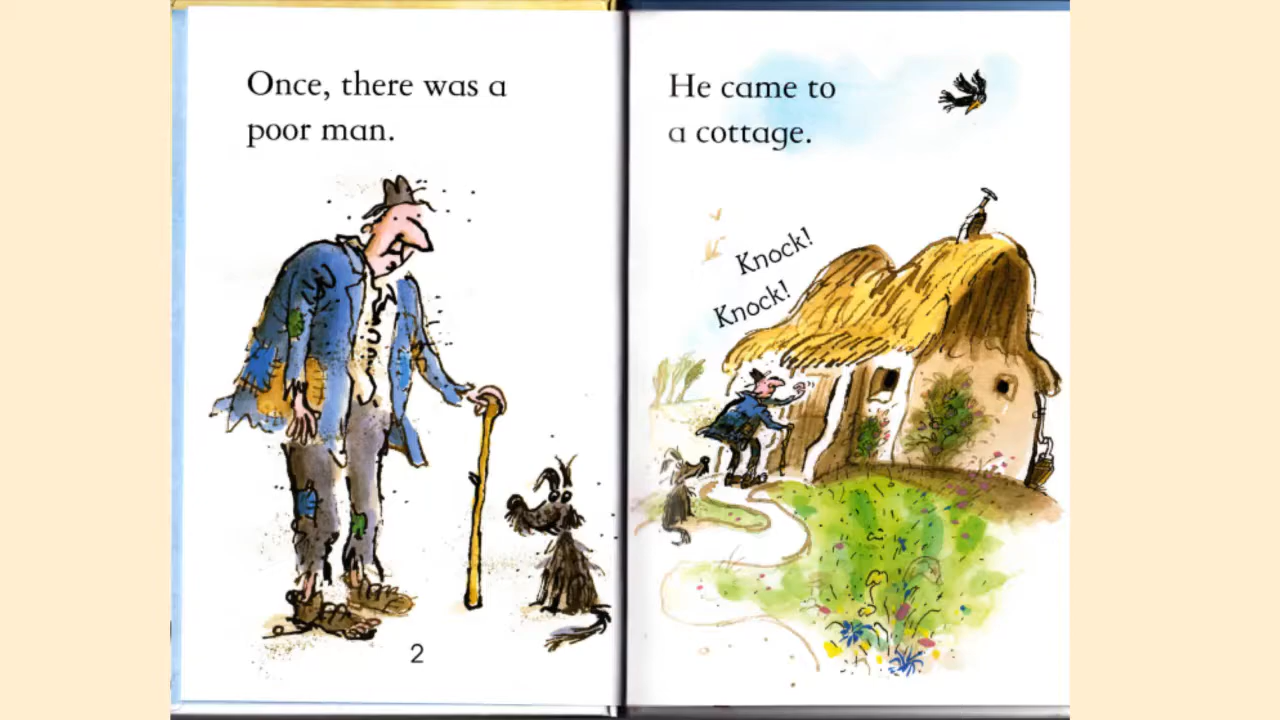 Once, there was a
poor man.
2
He came to
a cottage.
Knock!
Knock!